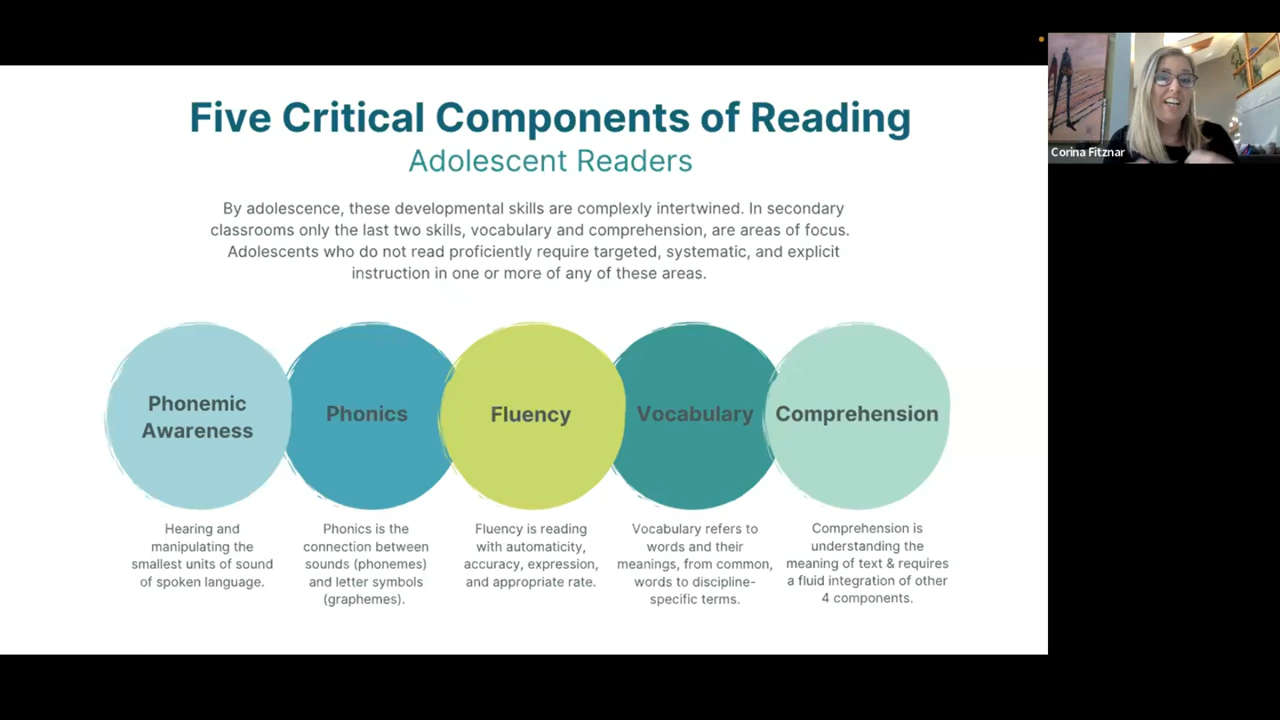 Five Critical Components of Reading
Adolescent Readers
By adolescence, these developmental skills are complexly intertwined. In secondary
classrooms only the last two skills, vocabulary and comprehension, are areas of focus.
Adolescents who do not read proficiently require targeted, systematic, and explicit
instruction in one or more of any of these areas.
Phonemic
Awareness
Phonics
Fluency
Vocabulary
Comprehension
Hearing and
manipulating the
smallest units of sound
of spoken language.
Phonics is the
connection between
sounds (phonemes)
and letter symbols
(graphemes).
Fluency is reading
with automaticity,
accuracy, expression,
and appropriate rate.
Vocabulary refers to
words and their
meanings, from common,
words to discipline-
specific terms.
Comprehension is
understanding the
meaning of text & requires
a fluid integration of other
4 components.
Corina Fitznar